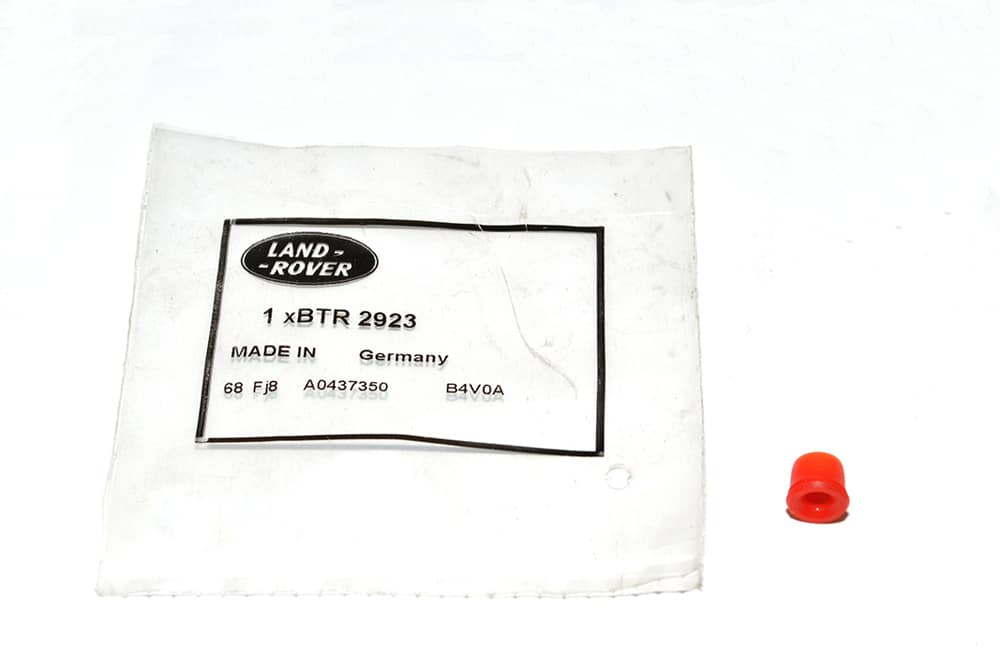 LAND-
-ROVER
1 xBTR 2923
MADE IN Germany
68 Fj8 A0437350 B4V0A